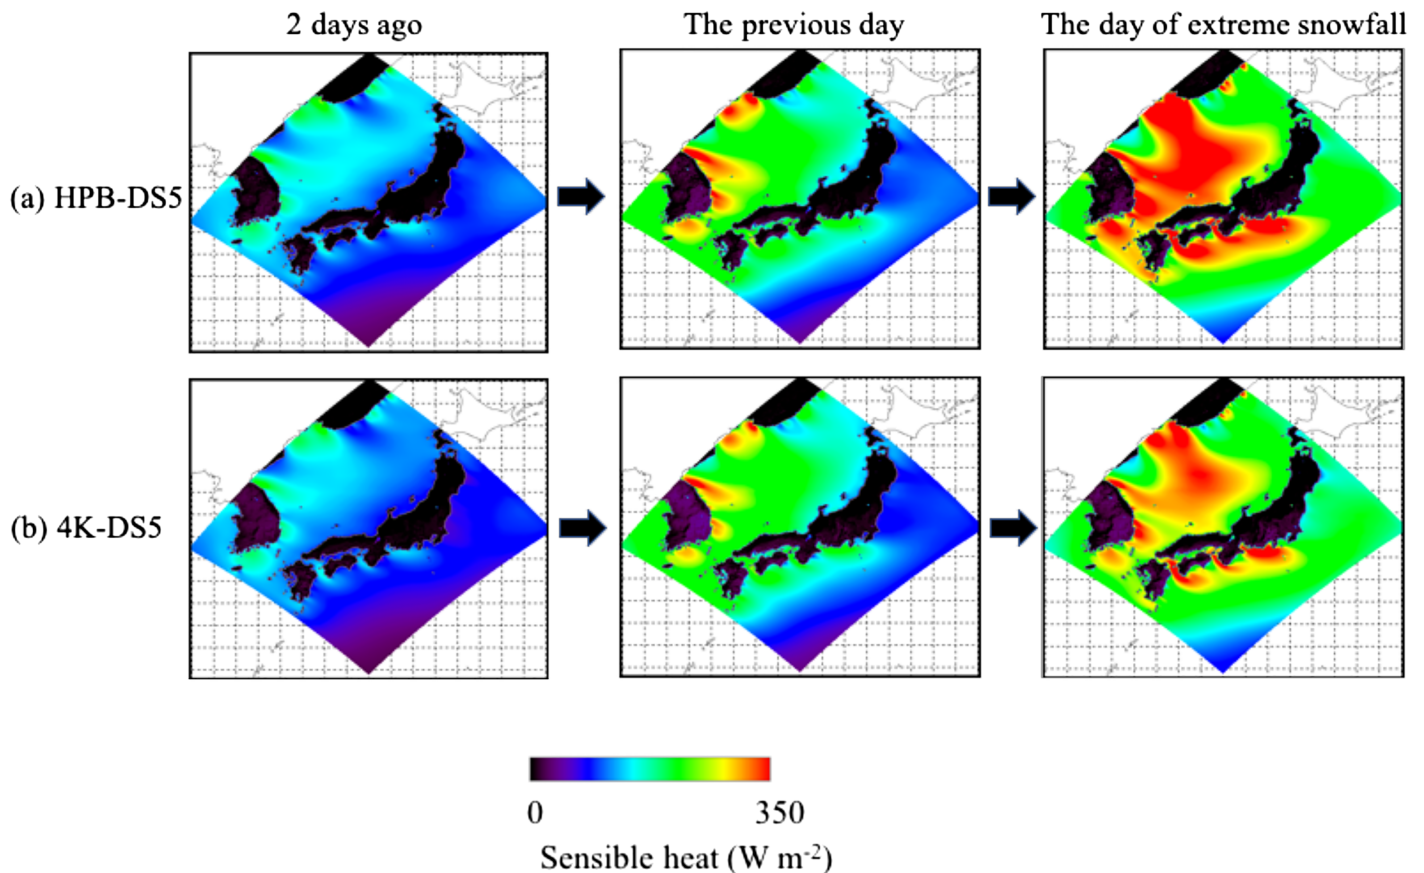 2 days ago
The previous day
The day of extreme snowfall
(a) HPB-DS5
(b) 4K-DS5
0 350
Sensible heat (W m⁻²)